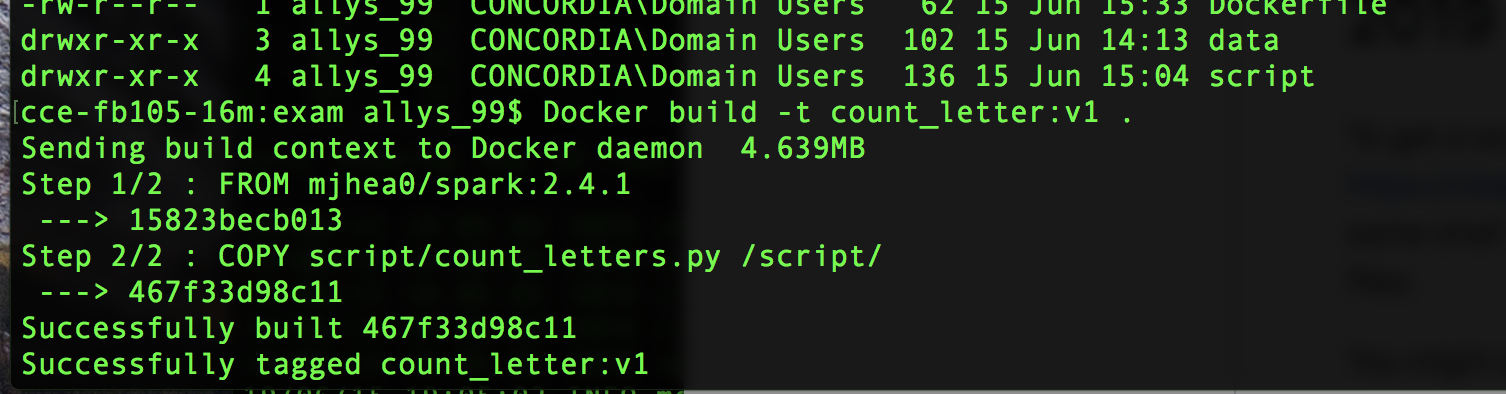 -rw-r--r-- 1 allys_99 CONCORDIA\Domain Users 62 15 Jun 15:33 Dockerfile
drwxr-xr-x 3 allys_99 CONCORDIA\Domain Users 102 15 Jun 14:13 data
drwxr-xr-x 4 allys_99 CONCORDIA\Domain Users 136 15 Jun 15:04 script
[cce-fb105-16m:exam allys_99$ Docker build -t count_letter:v1 .
Sending build context to Docker daemon 4.639MB
Step 1/2 : FROM mjhea0/spark:2.4.1
---> 15823becb013
Step 2/2 : COPY script/count_letters.py /script/
---> 467f33d98c11
Successfully built 467f33d98c11
Successfully tagged count_letter:v1